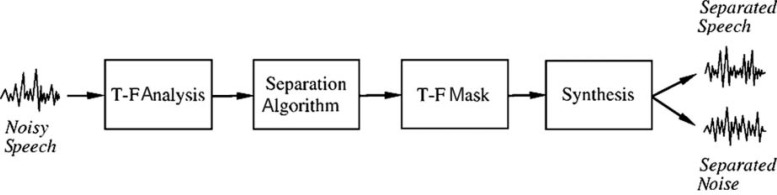 Noisy
Speech
T-F Analysis
Separation
Algorithm
T-F Mask
Synthesis
Separated
Speech
Separated
Noise